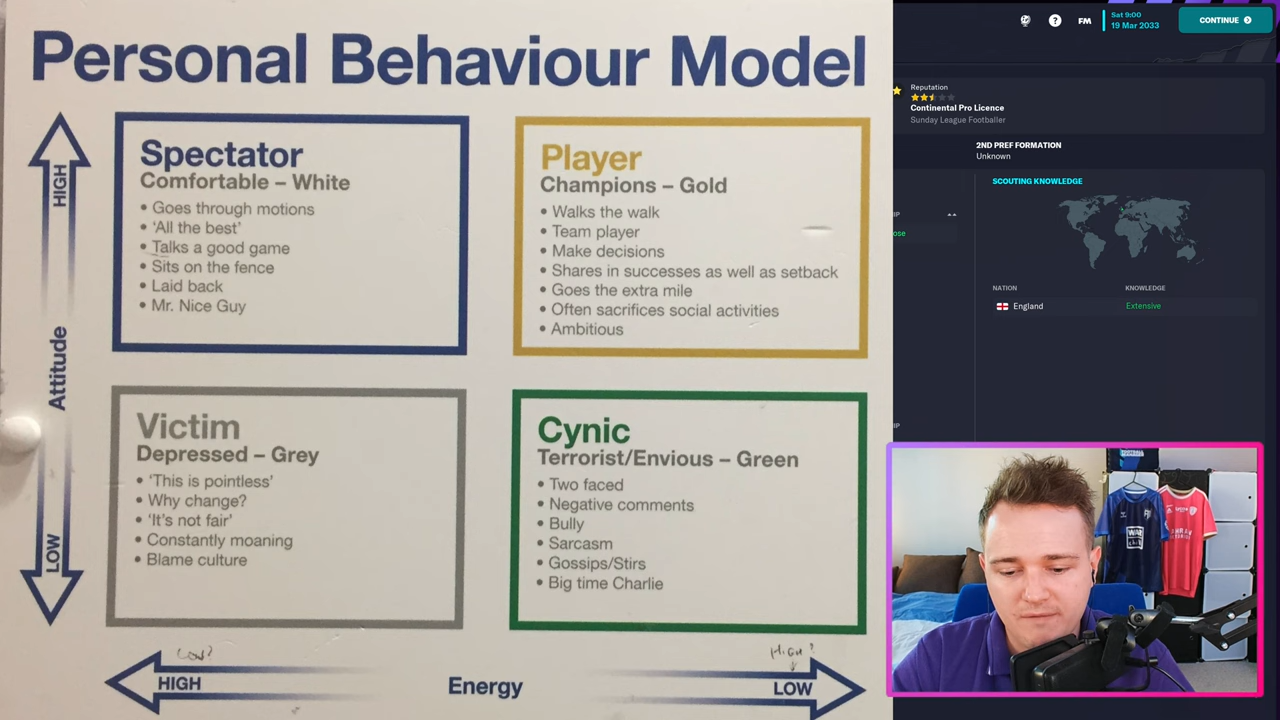 Personal Behaviour Model
HIGH
Attitude
LOW
Spectator
Comfortable – White
• Goes through motions
• ‘All the best’
• Talks a good game
• Sits on the fence
• Laid back
• Mr. Nice Guy
Player
Champions – Gold
• Walks the walk
• Team player
• Make decisions
• Shares in successes as well as setback
• Goes the extra mile
• Often sacrifices social activities
• Ambitious
Victim
Depressed – Grey
• ‘This is pointless’
• Why change?
• ‘It’s not fair’
• Constantly moaning
• Blame culture
Cynic
Terrorist/Envious – Green
• Two faced
• Negative comments
• Bully
• Sarcasm
• Gossips/Stirs
• Big time Charlie
Low?
High?
HIGH
Energy
LOW
FM
Sat 9:00
19 Mar 2033
CONTINUE
Reputation
Continental Pro Licence
Sunday League Footballer
2ND PREF FORMATION
Unknown
SCOUTING KNOWLEDGE
NATION
KNOWLEDGE
England
Extensive